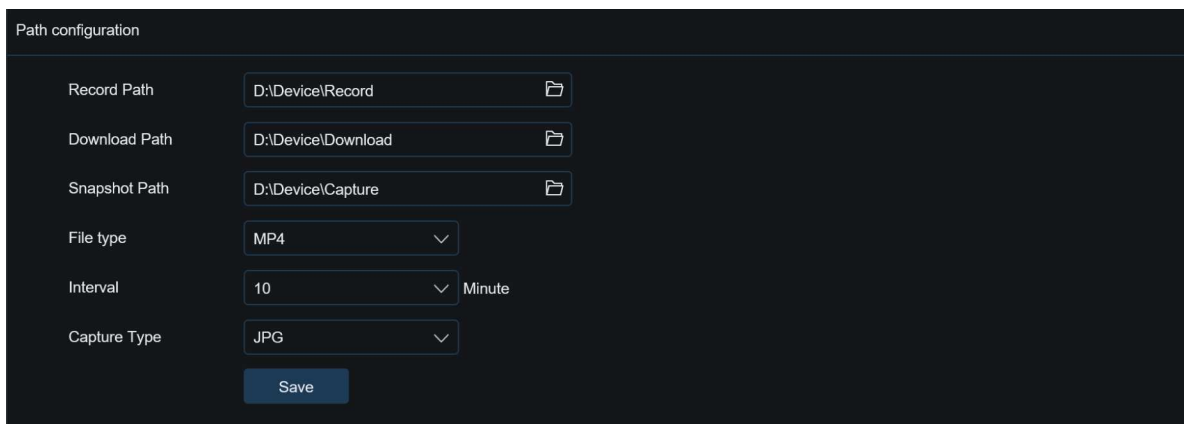 Path configuration
Record Path D:\Device\Record
Download Path D:\Device\Download
Snapshot Path D:\Device\Capture
File type MP4
Interval 10 Minute
Capture Type JPG
Save